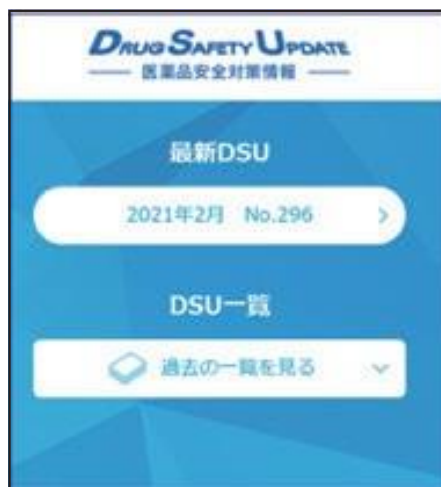 DRUG SAFETY UPDATE
医薬品安全対策情報
最新DSU
2021年2月 No.296
DSU一覧
過去の一覧を見る